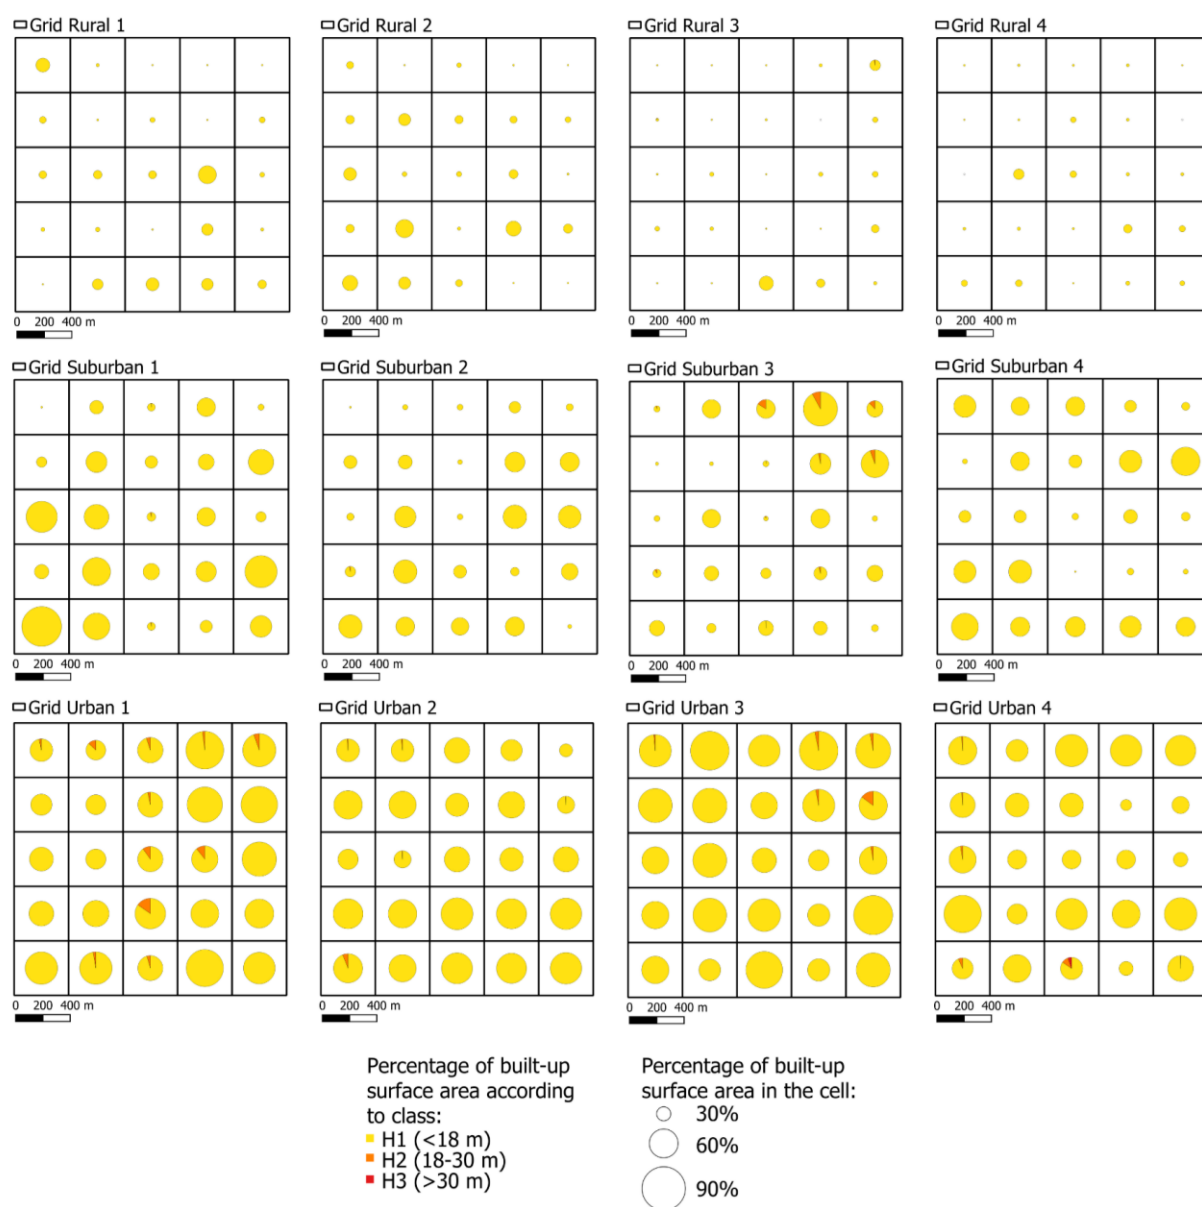 Grid Rural 1
Grid Rural 2
Grid Rural 3
Grid Rural 4
0 200 400 m
0 200 400 m
0 200 400 m
0 200 400 m
Grid Suburban 1
Grid Suburban 2
Grid Suburban 3
Grid Suburban 4
0 200 400 m
0 200 400 m
0 200 400 m
0 200 400 m
Grid Urban 1
Grid Urban 2
Grid Urban 3
Grid Urban 4
0 200 400 m
0 200 400 m
0 200 400 m
0 200 400 m
Percentage of built-up
surface area according
to class:
H1 (<18 m)
H2 (18-30 m)
H3 (>30 m)
Percentage of built-up
surface area in the cell:
30%
60%
90%